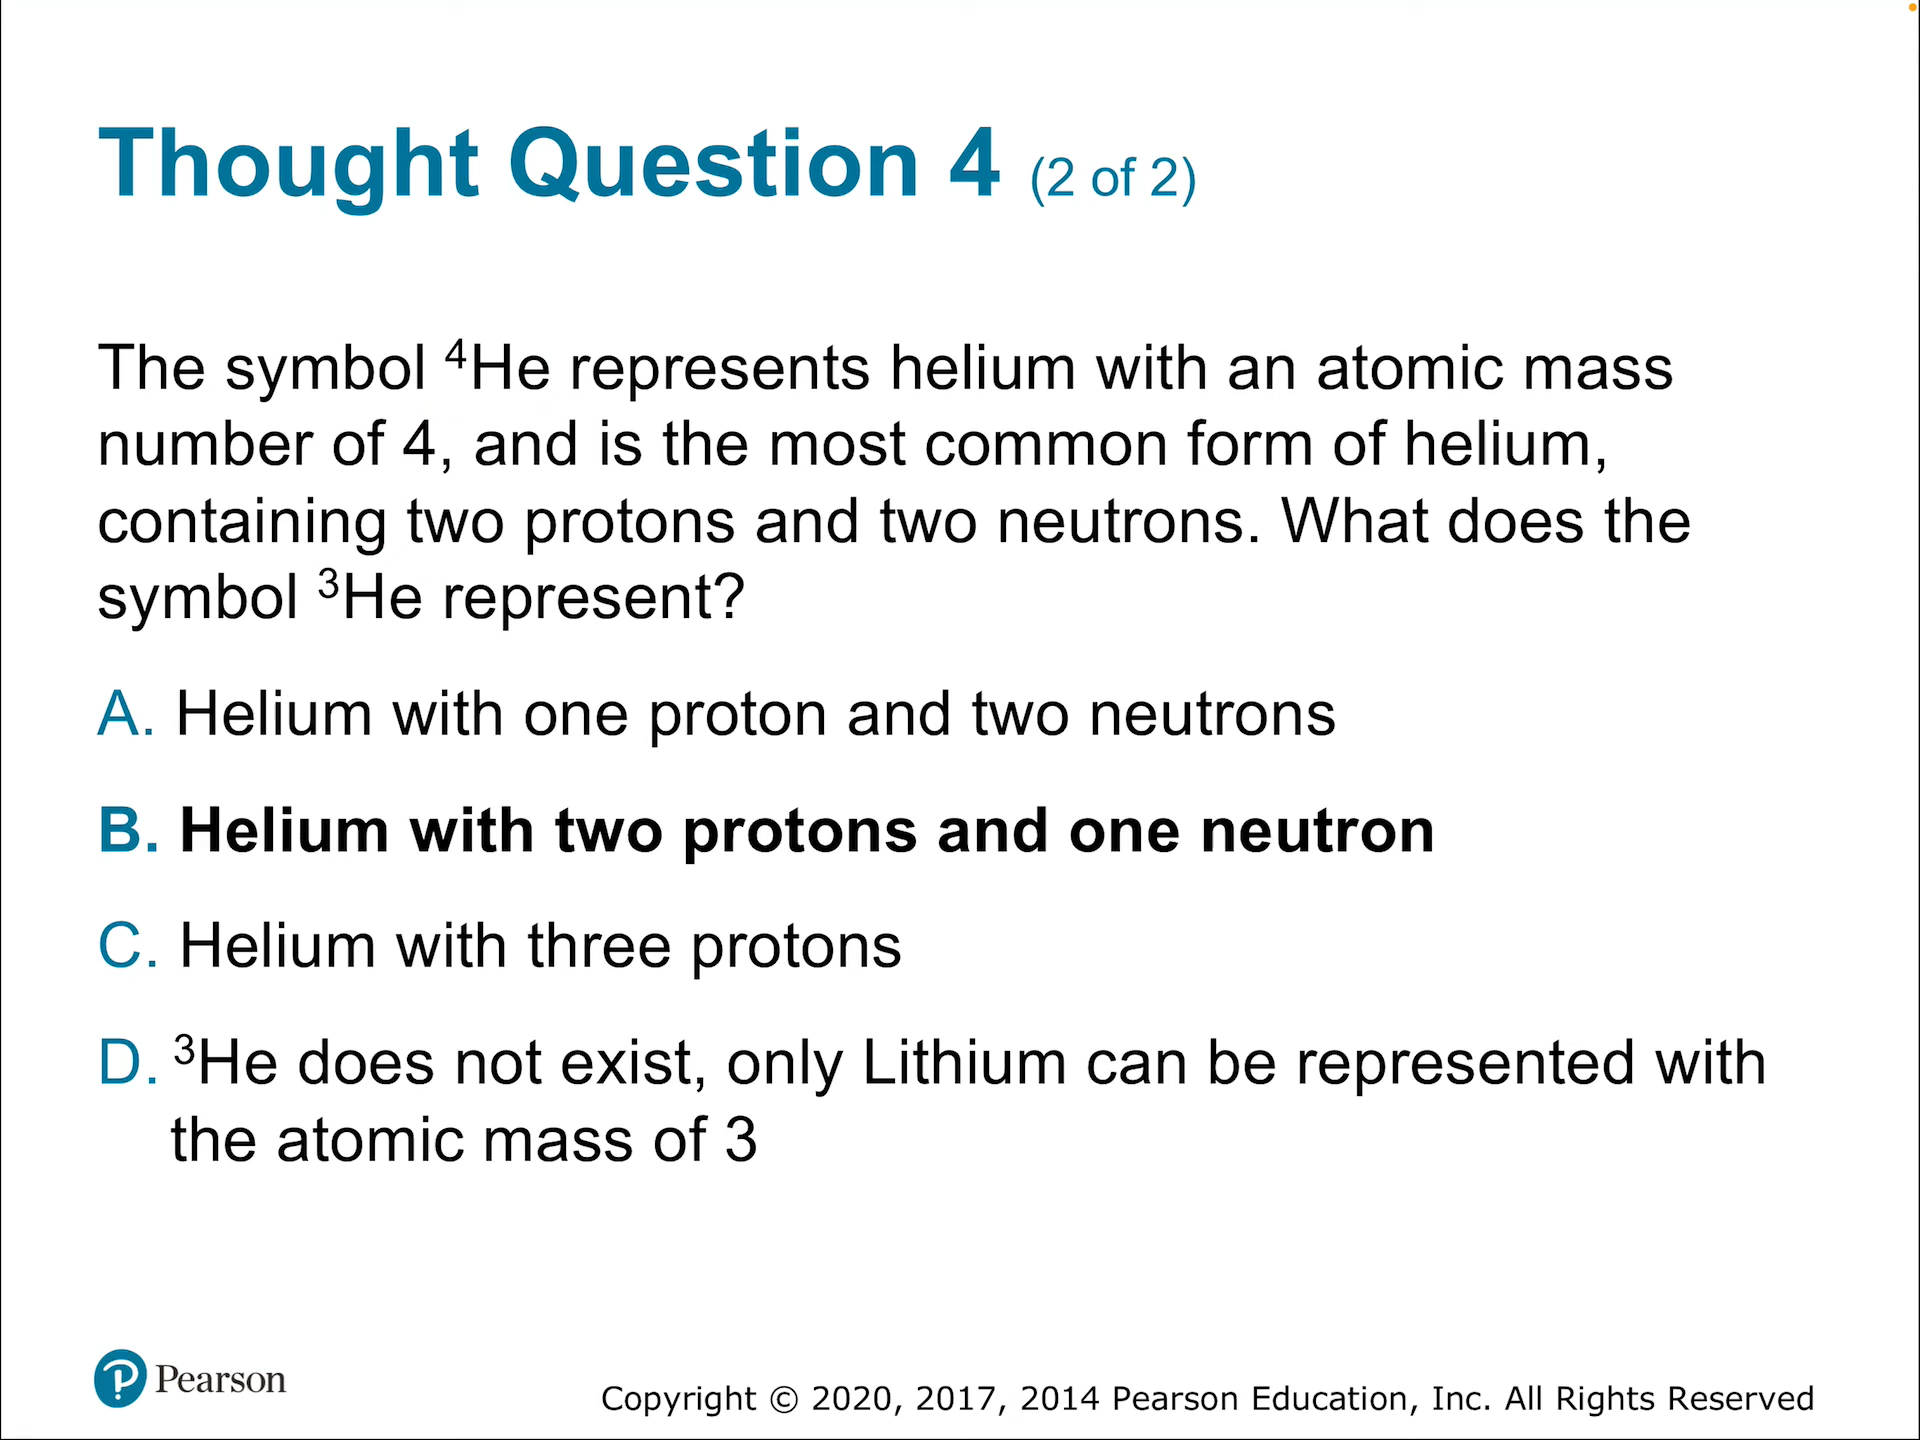 Thought Question 4 (2 of 2)
The symbol ⁴He represents helium with an atomic mass
number of 4, and is the most common form of helium,
containing two protons and two neutrons. What does the
symbol ³He represent?
A. Helium with one proton and two neutrons
B. Helium with two protons and one neutron
C. Helium with three protons
D. ³He does not exist, only Lithium can be represented with
the atomic mass of 3
Pearson
Copyright © 2020, 2017, 2014 Pearson Education, Inc. All Rights Reserved